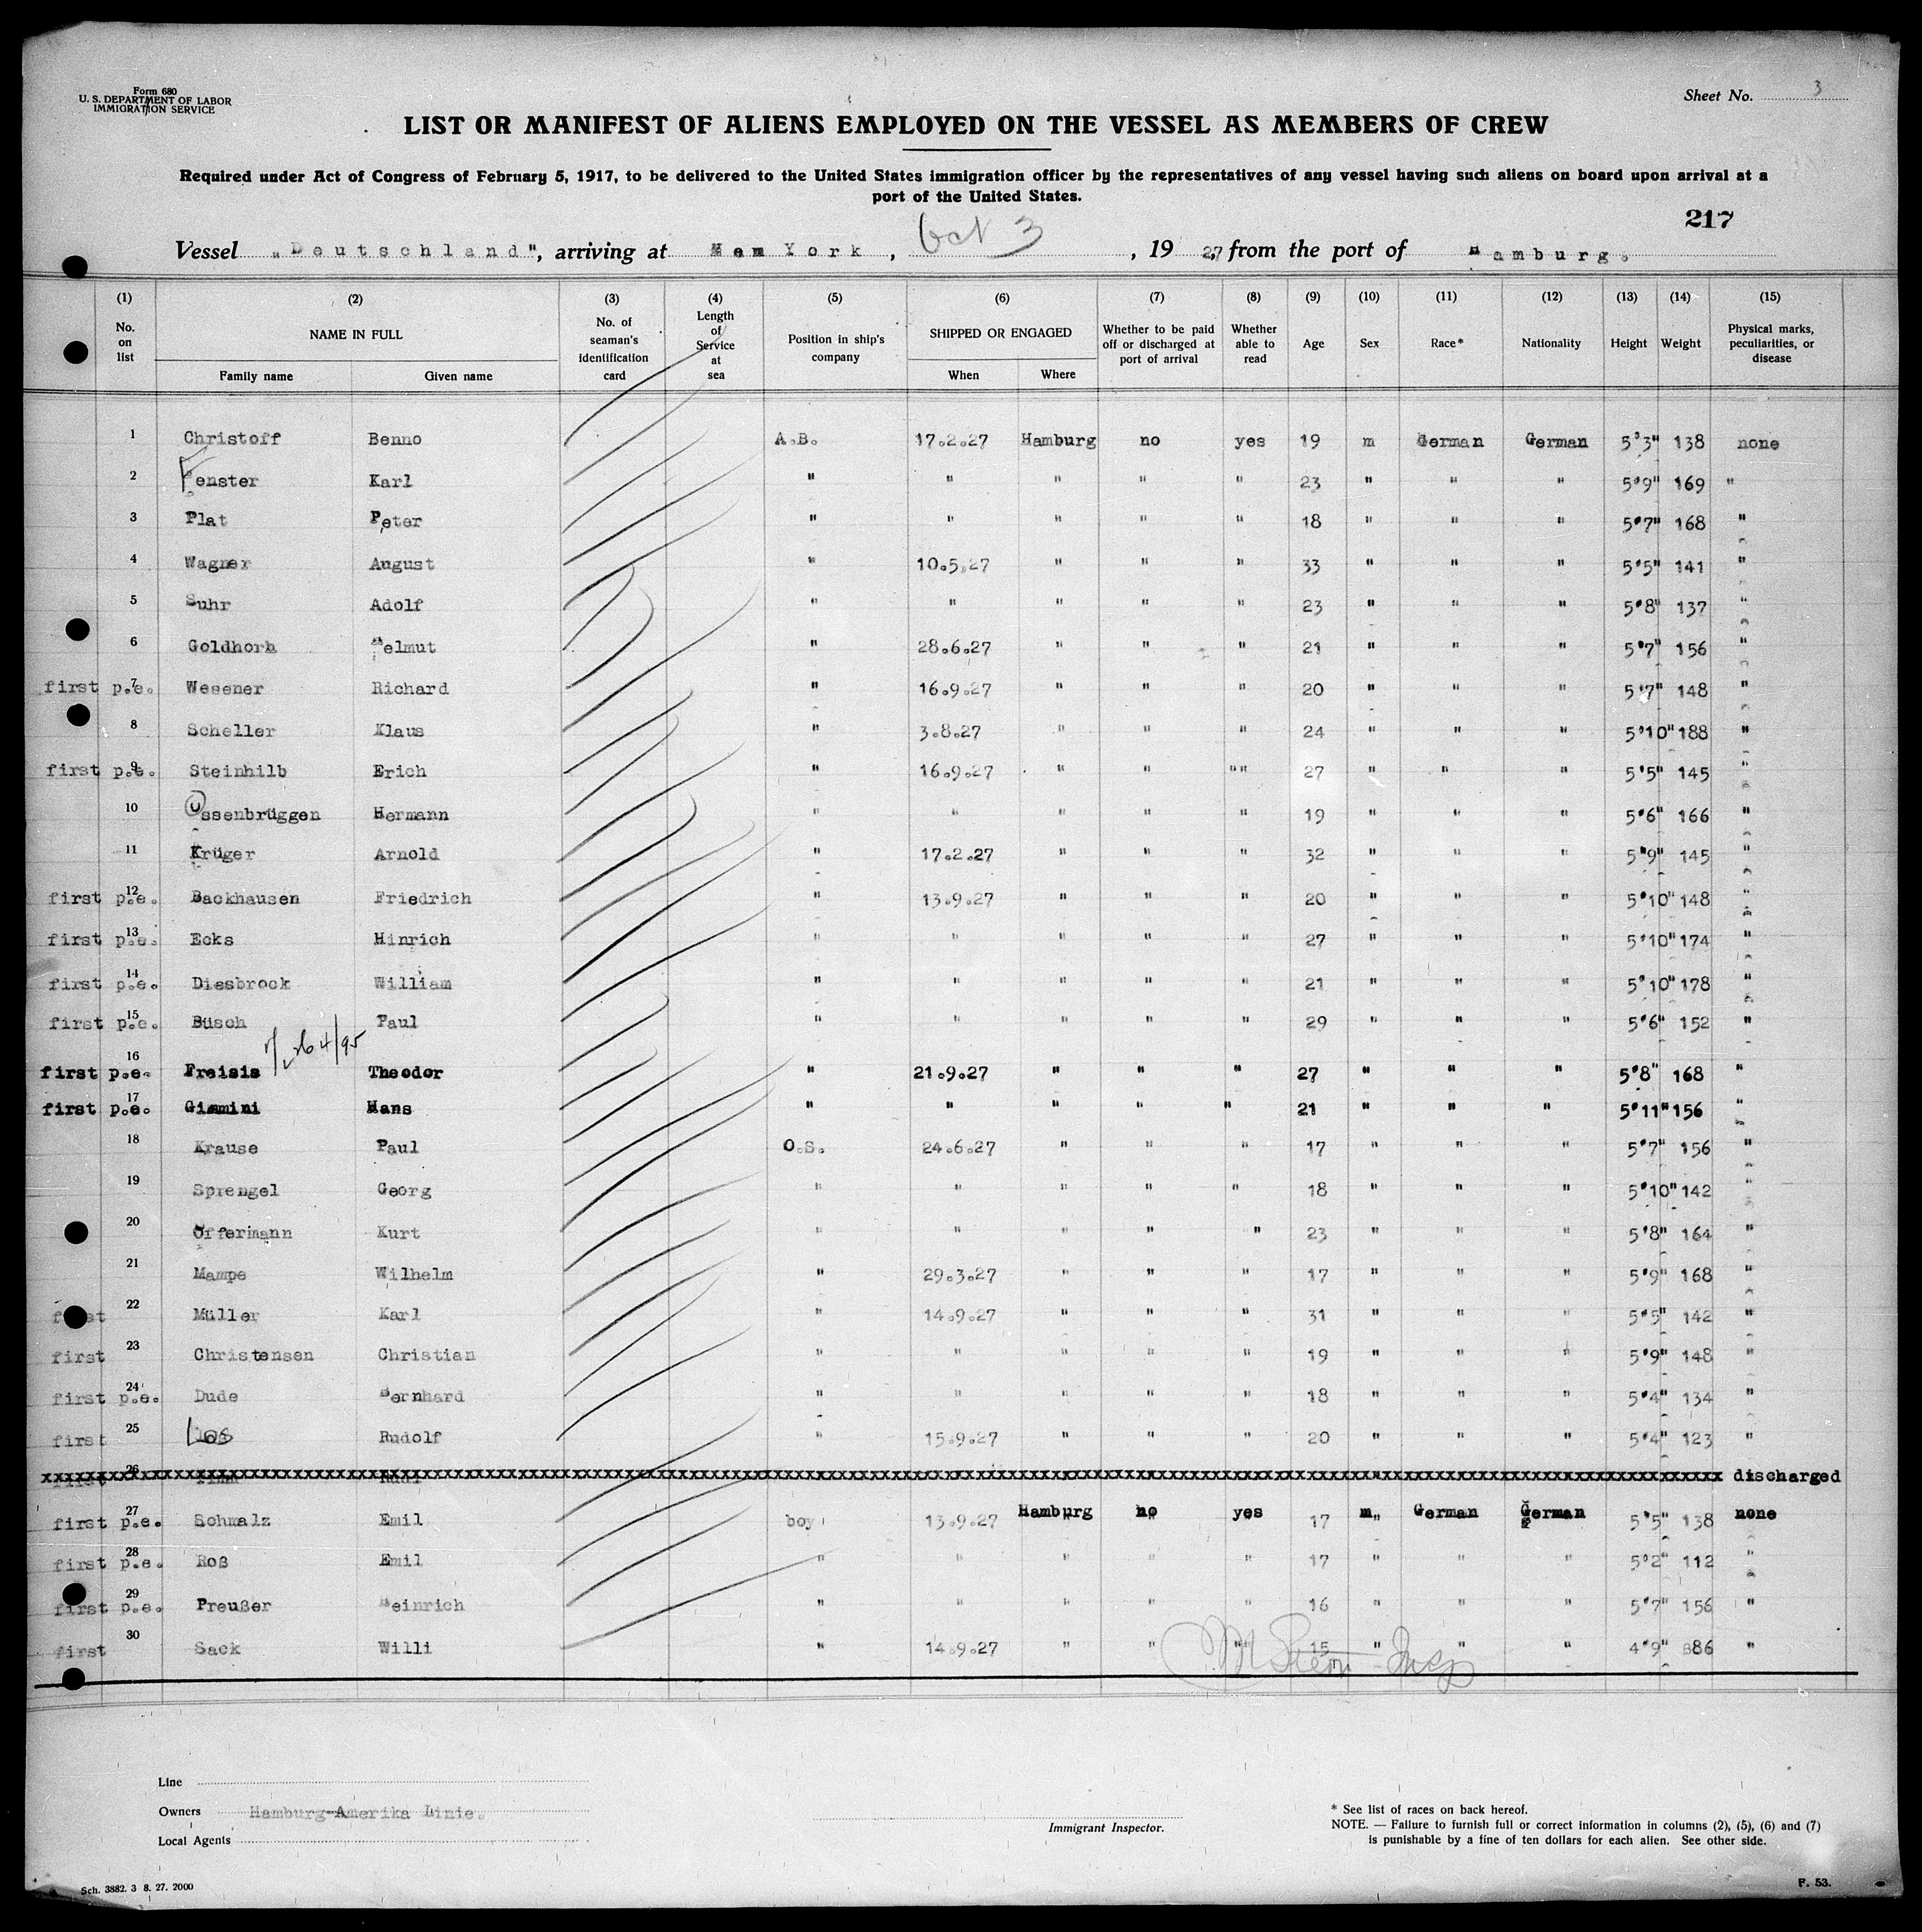 Form 680
U. S. DEPARTMENT OF LABOR
IMMIGRATION SERVICE
Sheet No. 3
LIST OR MANIFEST OF ALIENS EMPLOYED ON THE VESSEL AS MEMBERS OF CREW
Required under Act of Congress of February 5, 1917, to be delivered to the United States immigration officer by the representatives of any vessel having such aliens on board upon arrival at a
port of the United States.
217
Vessel "Deutschland", arriving at New York, Oct 3, 1927, from the port of Hamburg.
(1) (2) (3) (4) (5) (6) (7) (8) (9) (10) (11) (12) (13) (14) (15)
No. on list NAME IN FULL Family name Given name No. of seaman's identification card Length of Service at sea Position in ship's company SHIPPED OR ENGAGED When Where Whether to be paid off or discharged at port of arrival Whether able to read Age Sex Race* Nationality Height Weight Physical marks, peculiarities, or disease
1 Christoff Benno A.B. 17.2.27 Hamburg no yes 19 m German German 5'3" 138 none
2 Fenster Karl " " " " " 23 " " " 5'9" 169 "
3 Plat Peter " " " " " 18 " " " 5'7" 168 "
4 Wagner August " 10.5.27 " " " 33 " " " 5'5" 141 "
5 Suhr Adolf " " " " " 23 " " " 5'8" 137 "
6 Goldhorn Helmut " 28.6.27 " " " 21 " " " 5'7" 156 "
first p.e. 7 Wesener Richard " 16.9.27 " " " 20 " " " 5'7" 148 "
8 Scheller Klaus " 3.8.27 " " " 24 " " " 5'10" 188 "
first p.e. 9 Steinhilb Erich " 16.9.27 " " "" 27 " " " 5'5" 145 "
10 Ossenbrüggen Hermann " " " " " 19 " " " 5'6" 166 "
11 Krüger Arnold " 17.2.27 " " " 32 " " " 5'9" 145 "
first p.e. 12 Backhausen Friedrich " 13.9.27 " " " 20 " " " 5'10" 148 "
first p.e. 13 Ecks Hinrich " " " " " 27 " " " 5'10" 174 "
first p.e. 14 Diesbrock William " " " " " 21 " " " 5'10" 178 "
first p.e. 15 Büsch Paul " " " " " 29 " " " 5'6" 152 "
first p.e. 16 Freisis Theodor " 21.9.27 " " " 27 " " " 5'8" 168 "
first p.e. 17 Gimmini Hans " " " " " 21 " " " 5'11" 156 "
18 Krause Paul O.S. 24.6.27 " " " 17 " " " 5'7" 156 "
19 Sprengel Georg " " " " " 18 " " " 5'10" 142 "
20 Offermann Kurt " " " " " 23 " " " 5'8" 164 "
21 Mampe Wilhelm " 29.3.27 " " " 17 " " " 5'9" 168 "
first 22 Müller Karl " 14.9.27 " " " 31 " " " 5'5" 142 "
first 23 Christensen Christian " " " " " 19 " " " 5'9" 148 "
first p.e. 24 Dude Bernhard " " " " " 18 " " " 5'4" 134 "
first 25 Los Rudolf " 15.9.27 " " " 20 " " " 5'4" 123 "
first 26 discharged
first p.e. 27 Schmalz Emil boy 13.9.27 Hamburg no yes 17 m German German 5'5" 138 none
first p.e. 28 Roß Emil " " " " " 17 " " " 5'2" 112 "
first p.e. 29 Preußer Heinrich " " " " " 16 " " " 5'7" 156 "
first 30 Sack Willi " 14.9.27 " " "" 15 " " " 4'9" 86 "
Line
Owners Hamburg-Amerika Linie.
Local Agents
Immigrant Inspector.
* See list of races on back hereof.
NOTE. — Failure to furnish full or correct information in columns (2), (5), (6) and (7)
is punishable by a fine of ten dollars for each alien. See other side.
Sch. 3882. 3 8. 27. 2000
F. 53.